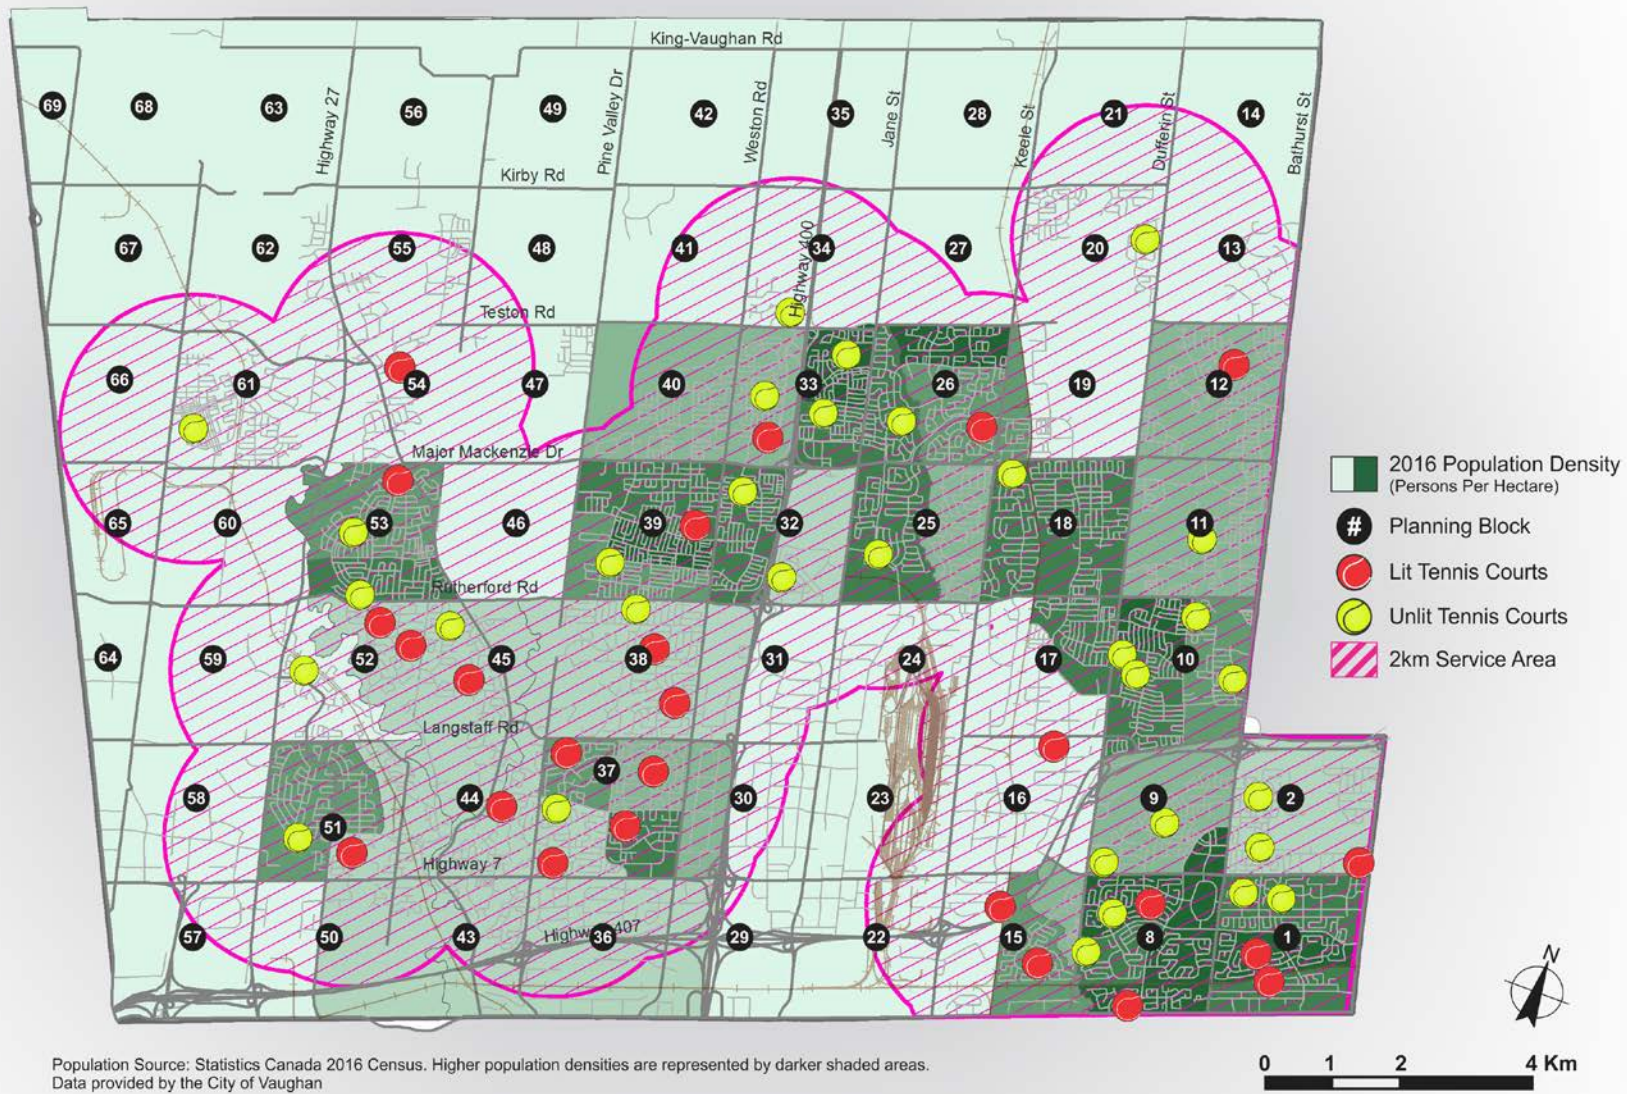 King-Vaughan Rd
69
68
63
56
49
42
35
28
21
14
Highway 27
Pine Valley Dr
Weston Rd
Jane St
Keele St
Dufferin St
Bathurst St
Kirby Rd
67
62
55
48
41
34
27
20
13
Highway 400
Teston Rd
66
61
54
47
40
33
26
19
12
Major Mackenzie Dr
65
60
53
46
39
32
25
18
11
Rutherford Rd
64
59
52
45
38
31
24
17
10
Langstaff Rd
58
51
44
37
30
23
16
9
2
Highway 7
57
50
43
36
29
22
15
8
1
Highway 407
2016 Population Density
(Persons Per Hectare)
# Planning Block
Lit Tennis Courts
Unlit Tennis Courts
2km Service Area
N
0 1 2 4 Km
Population Source: Statistics Canada 2016 Census. Higher population densities are represented by darker shaded areas.
Data provided by the City of Vaughan